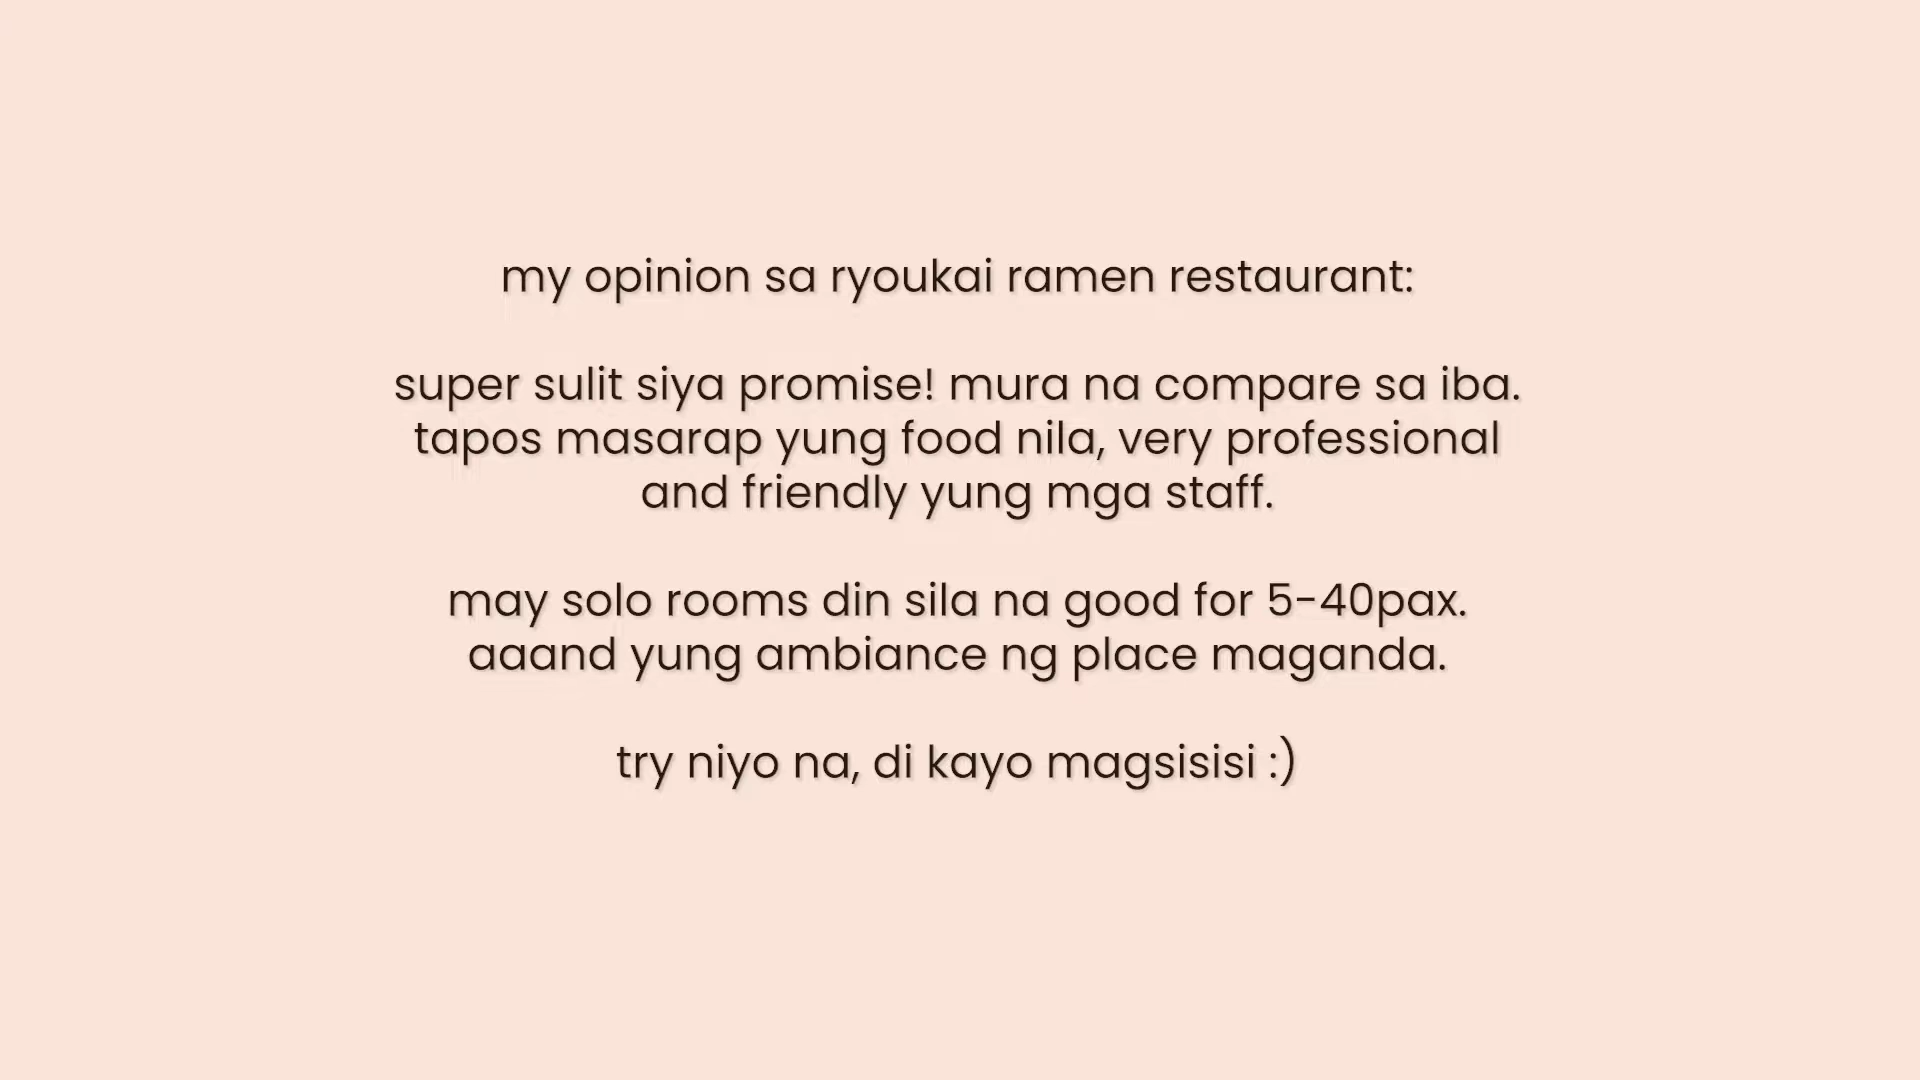 my opinion sa ryoukai ramen restaurant:
super sulit siya promise! mura na compare sa iba.
tapos masarap yung food nila, very professional
and friendly yung mga staff.
may solo rooms din sila na good for 5-40pax.
aaand yung ambiance ng place maganda.
try niyo na, di kayo magsisisi :)